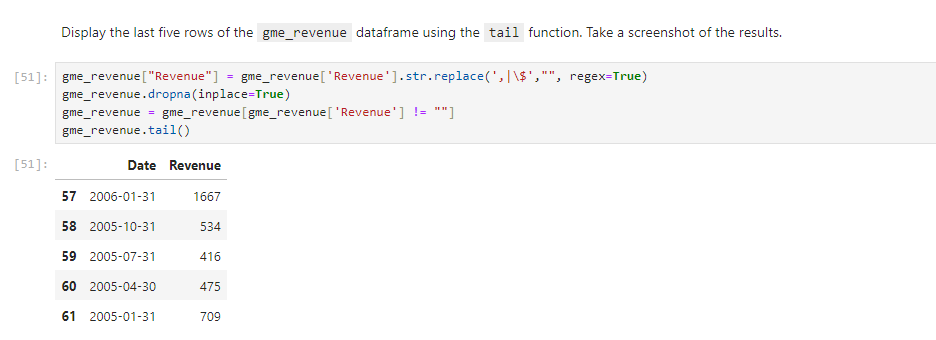 Display the last five rows of the gme_revenue dataframe using the tail function. Take a screenshot of the results.
[51]: gme_revenue["Revenue"] = gme_revenue['Revenue'].str.replace(',|\$',"", regex=True)
gme_revenue.dropna(inplace=True)
gme_revenue = gme_revenue[gme_revenue['Revenue'] != ""]
gme_revenue.tail()
[51]: Date Revenue
57 2006-01-31 1667
58 2005-10-31 534
59 2005-07-31 416
60 2005-04-30 475
61 2005-01-31 709